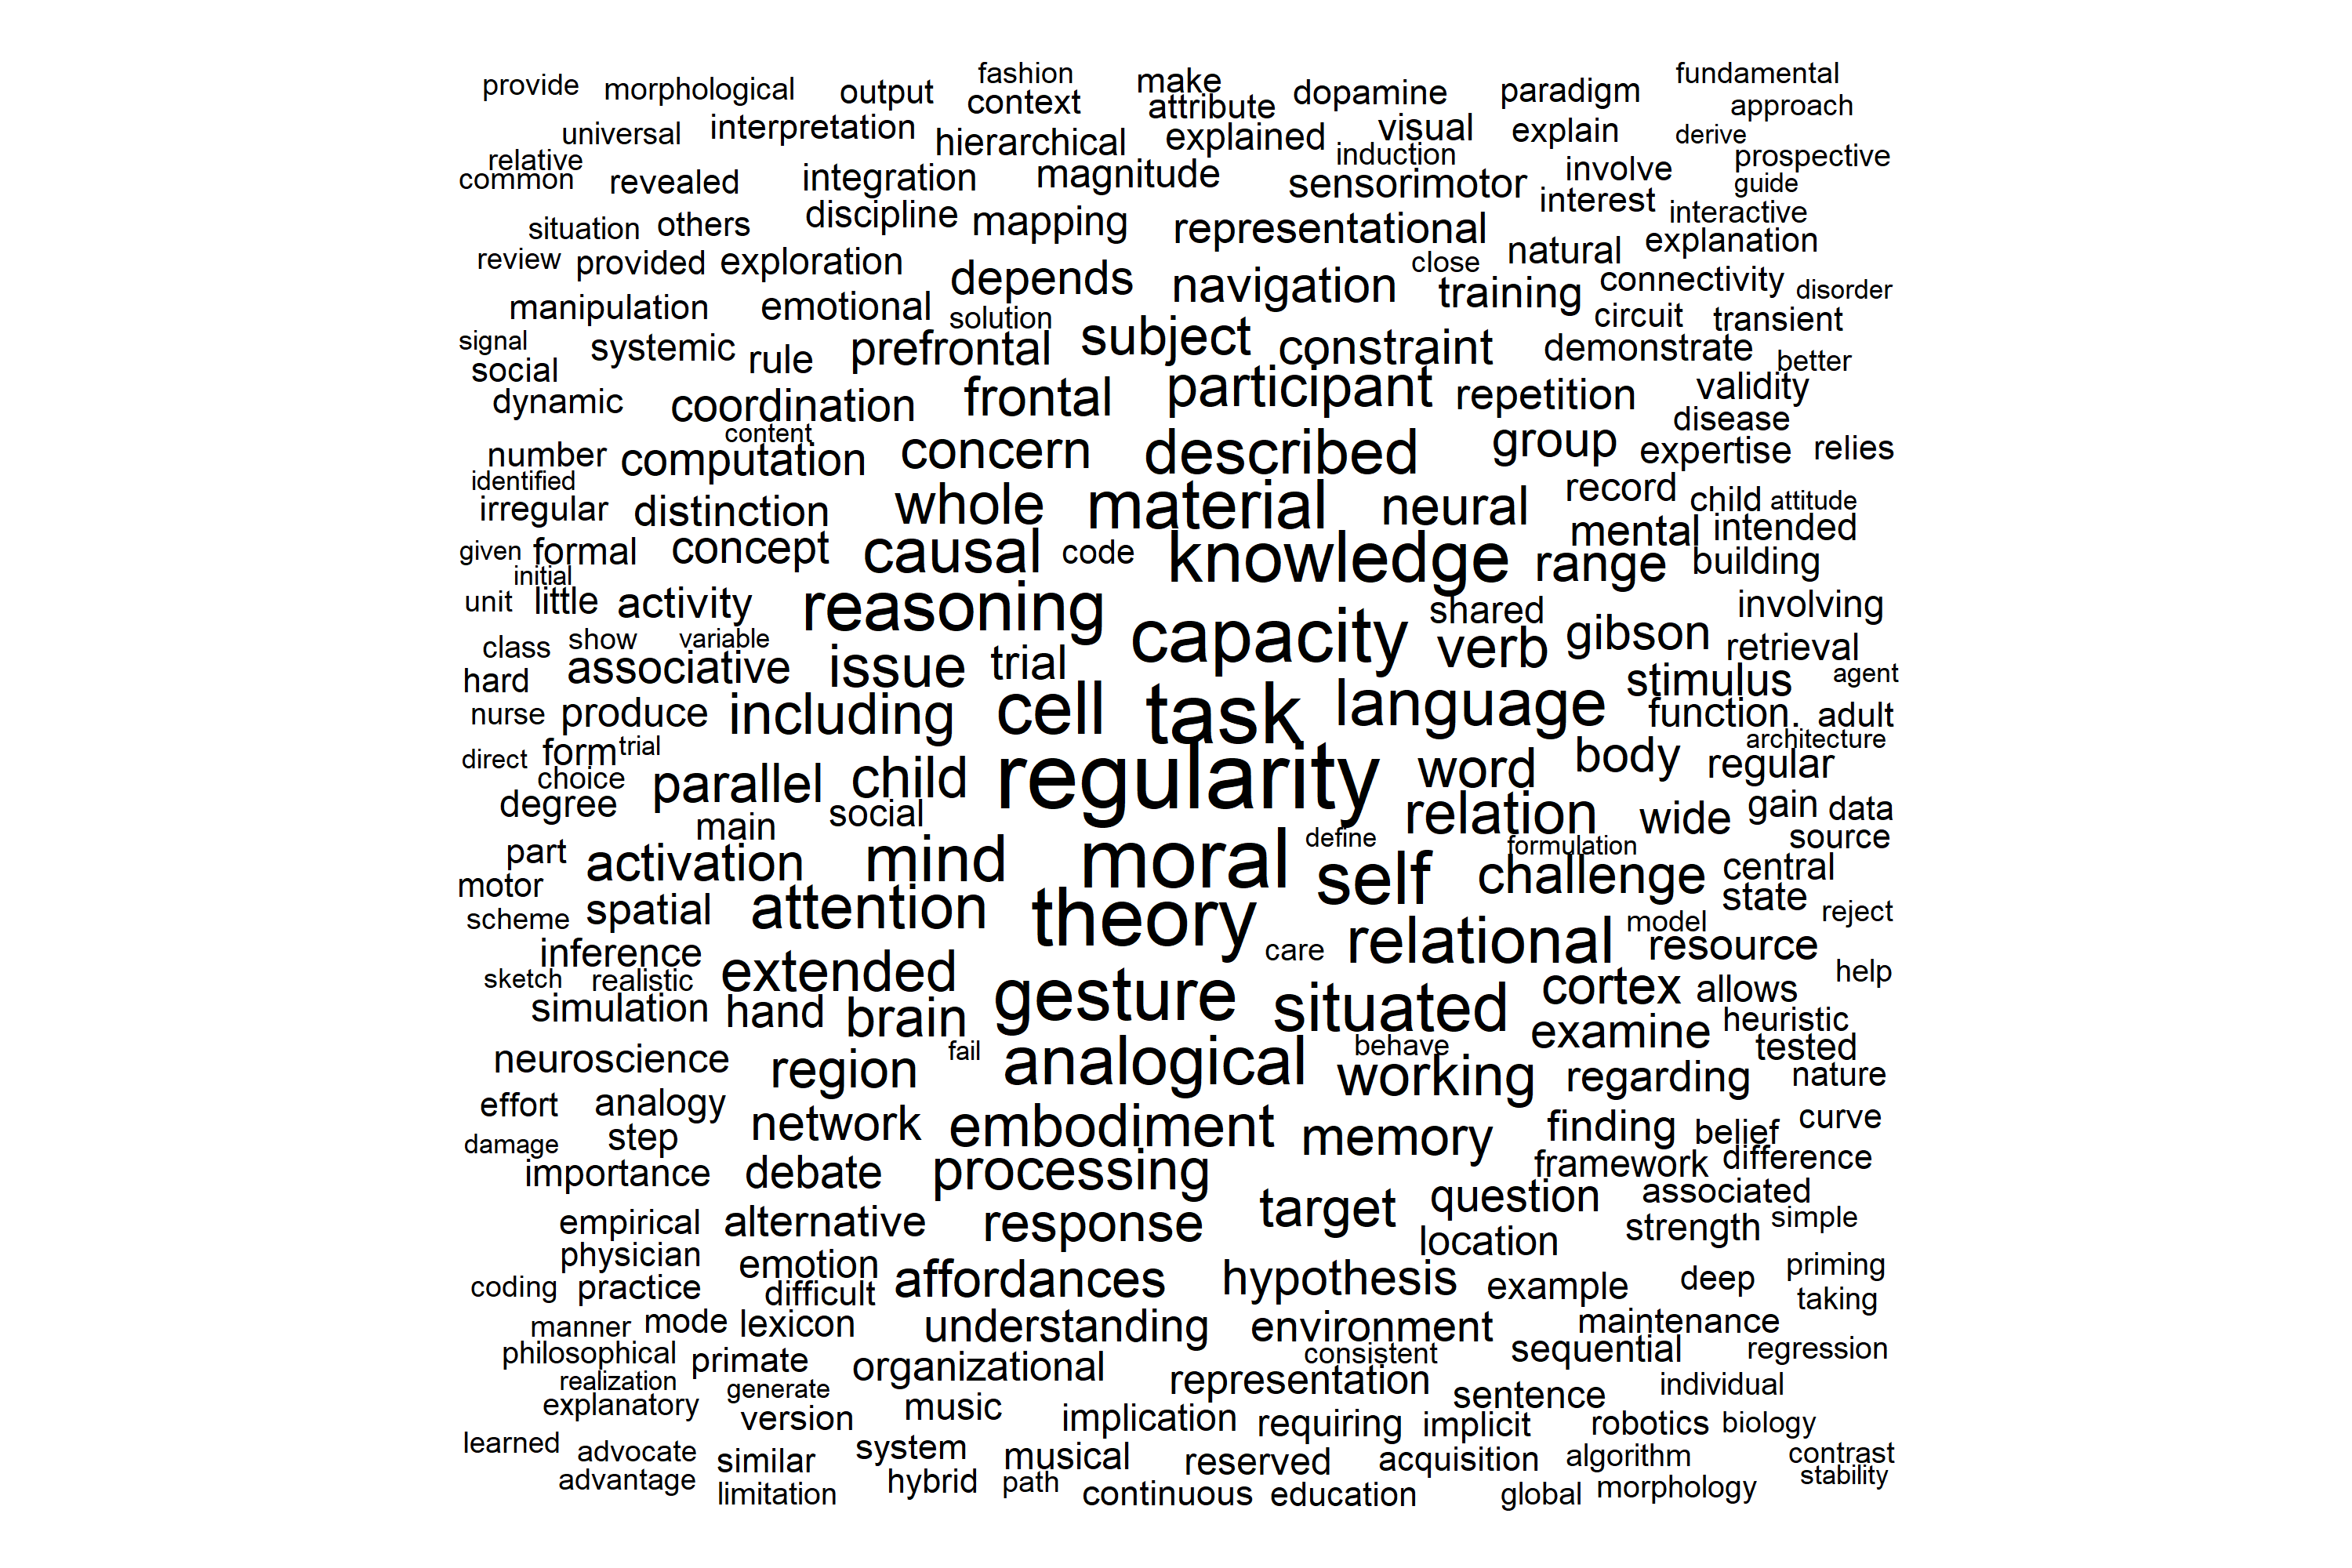 provide morphological output fashion make dopamine paradigm fundamental
context attribute approach
universal interpretation hierarchical explained visual explain derive
relative induction prospective
common revealed integration magnitude sensorimotor involve guide
situation others discipline mapping representational interest interactive
review provided exploration depends navigation close natural explanation
manipulation emotional solution training connectivity disorder
signal systemic rule prefrontal subject constraint circuit transient
social demonstrate better
dynamic coordination frontal participant repetition validity
content disease
number computation concern described group expertise relies
identified
irregular distinction whole material neural record child attitude
given formal concept causal code knowledge mental intended
initial range building
unit little activity reasoning capacity shared involving
class show variable verb gibson retrieval
hard associative issue trial stimulus agent
nurse produce including cell task language function. adult
direct form trial architecture
choice parallel child regularity word body regular
degree main social relation wide gain data
part activation mind moral define formulation source
motor self challenge central
scheme spatial attention theory relational model state reject
inference care resource
sketch realistic extended cortex allows help
simulation hand brain gesture situated examine heuristic
neuroscience region fail analogical behave tested
working regarding nature
effort analogy network embodiment memory finding belief curve
damage step
importance debate processing framework difference
target question associated
empirical alternative response location strength simple
physician emotion
coding practice difficult affordances hypothesis example deep priming
taking
manner mode lexicon understanding environment maintenance
philosophical primate organizational consistent sequential regression
realization generate representation sentence individual
explanatory version music implication requiring implicit robotics biology
learned advocate similar system musical reserved acquisition algorithm contrast
advantage limitation hybrid path continuous education global morphology stability